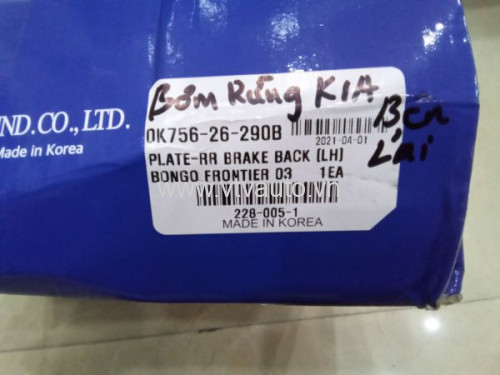 Bơm Rừng KIA
Bên
Lái
IND.CO.,LTD.
Made in Korea
0K756-26-290B
2021-04-01
PLATE-RR BRAKE BACK (LH)
BONGO FRONTIER 03 1EA
228-005-1
MADE IN KOREA